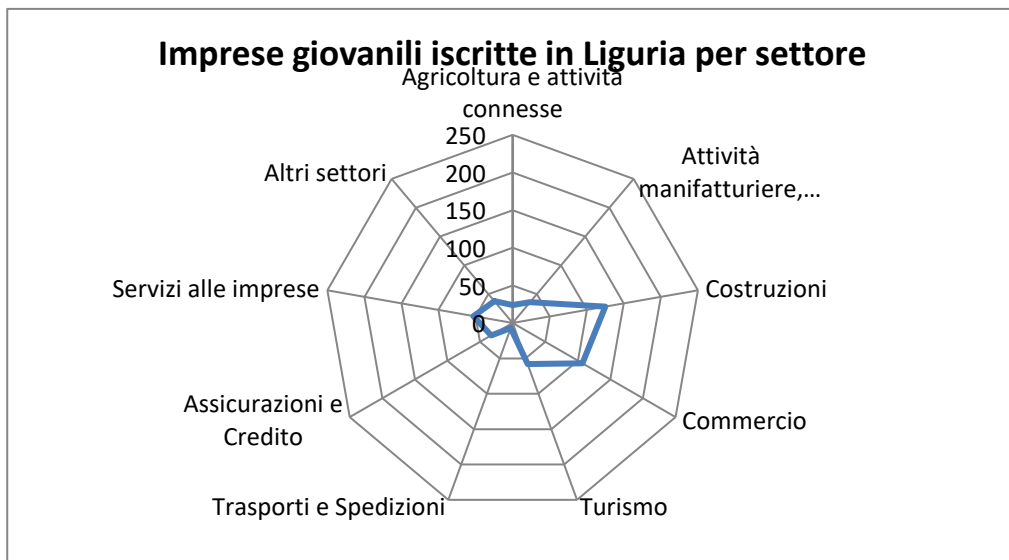 Imprese giovanili iscritte in Liguria per settore
Agricoltura e attività
connesse
250
200
150
100
50
0
Attività
manifatturiere,...
Costruzioni
Commercio
Turismo
Trasporti e Spedizioni
Assicurazioni e
Credito
Servizi alle imprese
Altri settori